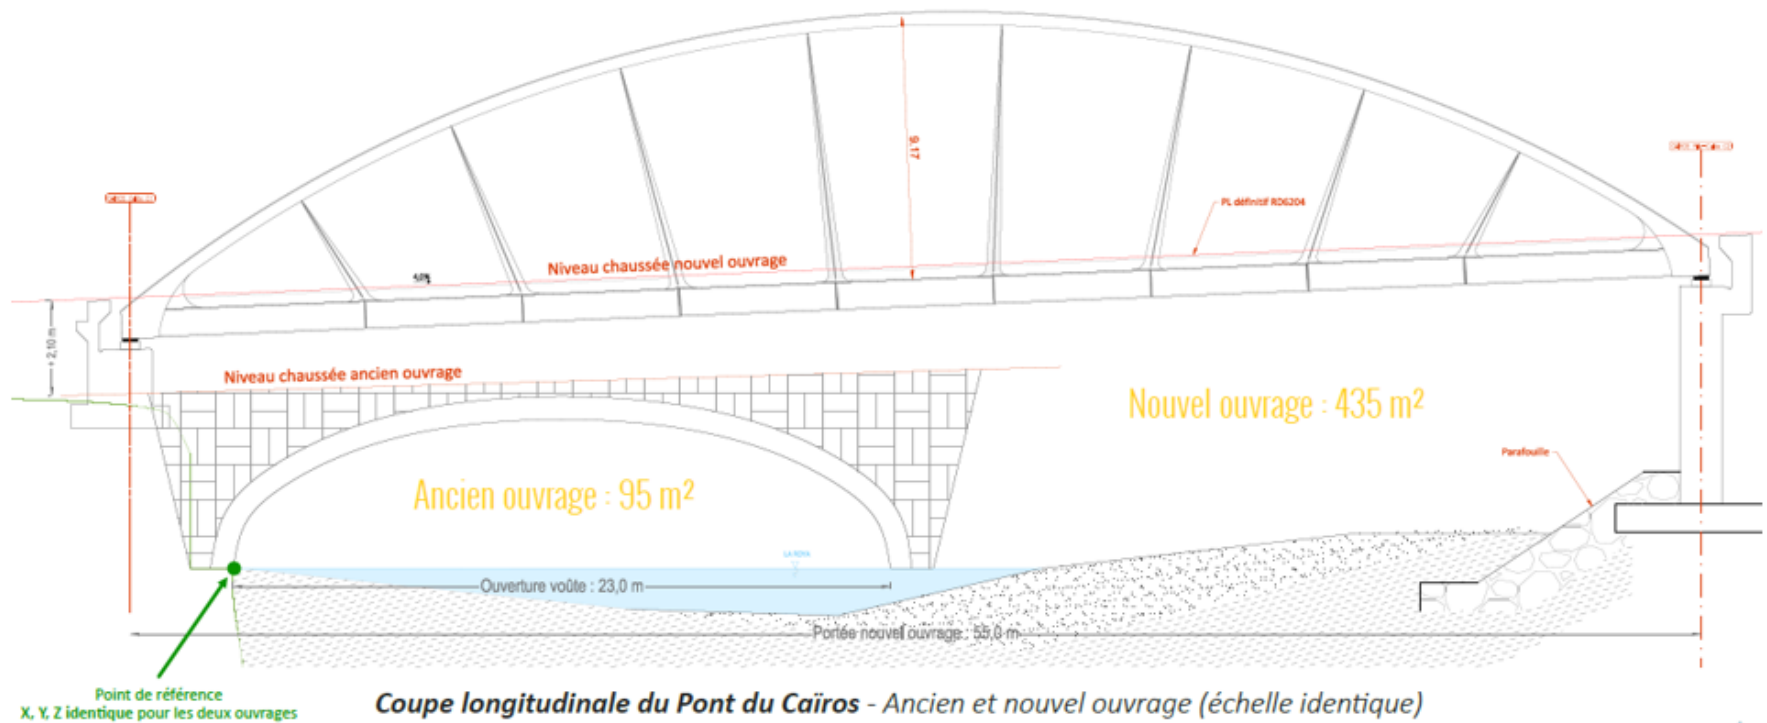 9.17
PL définitif RD6204
Niveau chaussée nouvel ouvrage
4,0%
+ 2,10 m
Niveau chaussée ancien ouvrage
Nouvel ouvrage : 435 m²
Parafouille
Ancien ouvrage : 95 m²
LA ROYA
Ouverture voûte : 23,0 m
Portée nouvel ouvrage : 55,0 m
Point de référence
X, Y, Z identique pour les deux ouvrages
Coupe longitudinale du Pont du Caïros - Ancien et nouvel ouvrage (échelle identique)